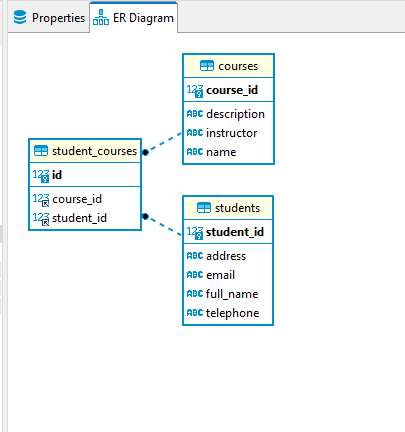 Properties
ER Diagram
courses
123 course_id
ABC description
ABC instructor
ABC name
student_courses
123 id
123 course_id
123 student_id
students
123 student_id
ABC address
ABC email
ABC full_name
ABC telephone